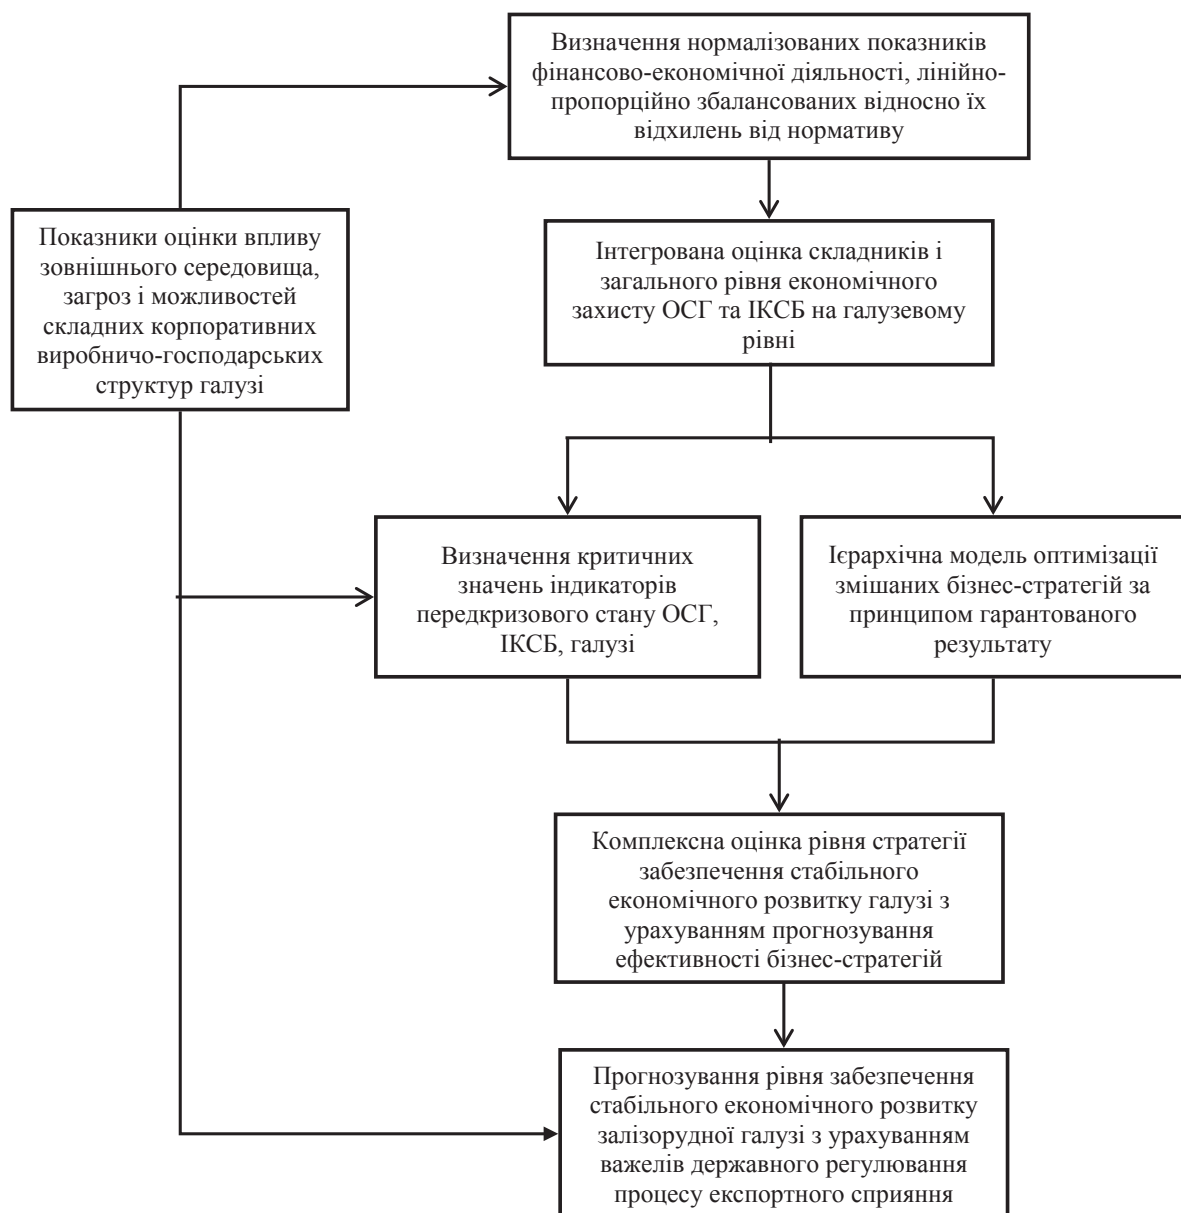 Визначення нормалізованих показників
фінансово-економічної діяльності, лінійно-
пропорційно збалансованих відносно їх
відхилень від нормативу
Показники оцінки впливу
зовнішнього середовища,
загроз і можливостей
складних корпоративних
виробничо-господарських
структур галузі
Інтегрована оцінка складників і
загального рівня економічного
захисту ОСГ та ІКСБ на галузевому
рівні
Визначення критичних
значень індикаторів
передкризового стану ОСГ,
ІКСБ, галузі
Ієрархічна модель оптимізації
змішаних бізнес-стратегій за
принципом гарантованого
результату
Комплексна оцінка рівня стратегії
забезпечення стабільного
економічного розвитку галузі з
урахуванням прогнозування
ефективності бізнес-стратегій
Прогнозування рівня забезпечення
стабільного економічного розвитку
залізорудної галузі з урахуванням
важелів державного регулювання
процесу експортного сприяння